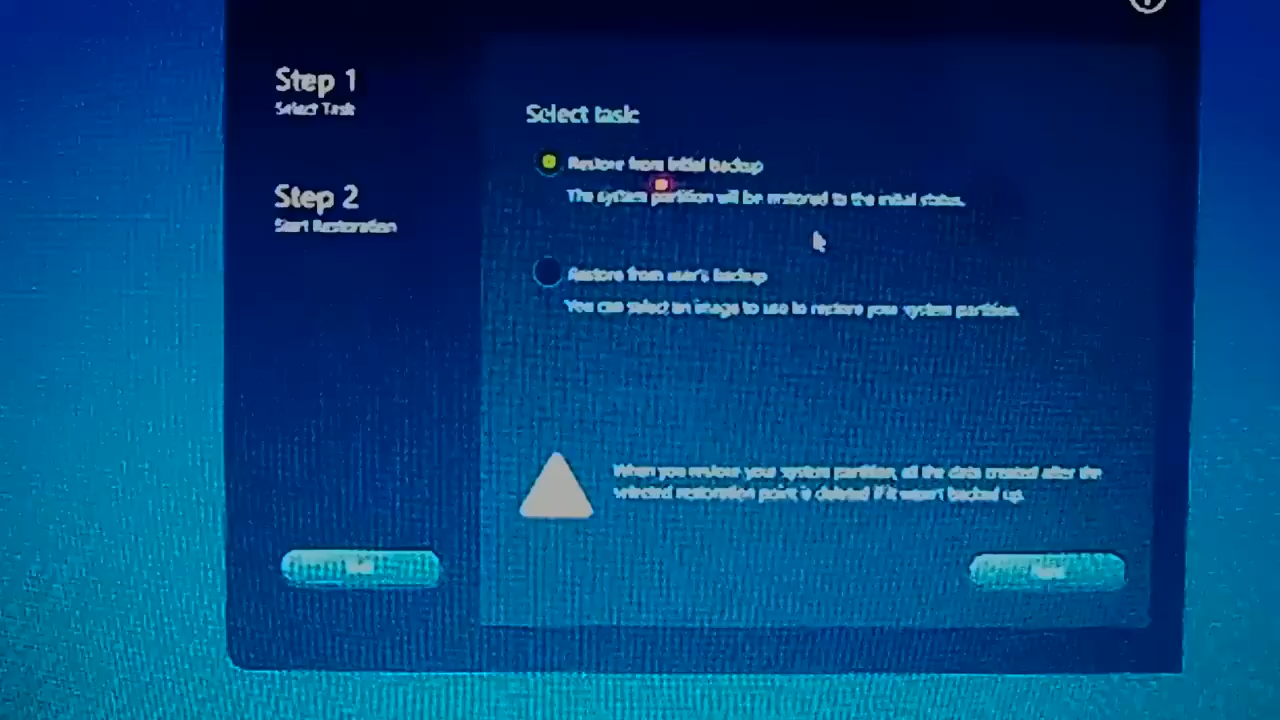 Step 1
Select Task
Step 2
Start Restoration
Select task:
Restore from initial backup
The system partition will be restored to the initial status.
Restore from user's backup
You can select an image to use to restore your system partition.
When you restore your system partition, all the data created after the
selected restoration point is deleted if it wasn't backed up.